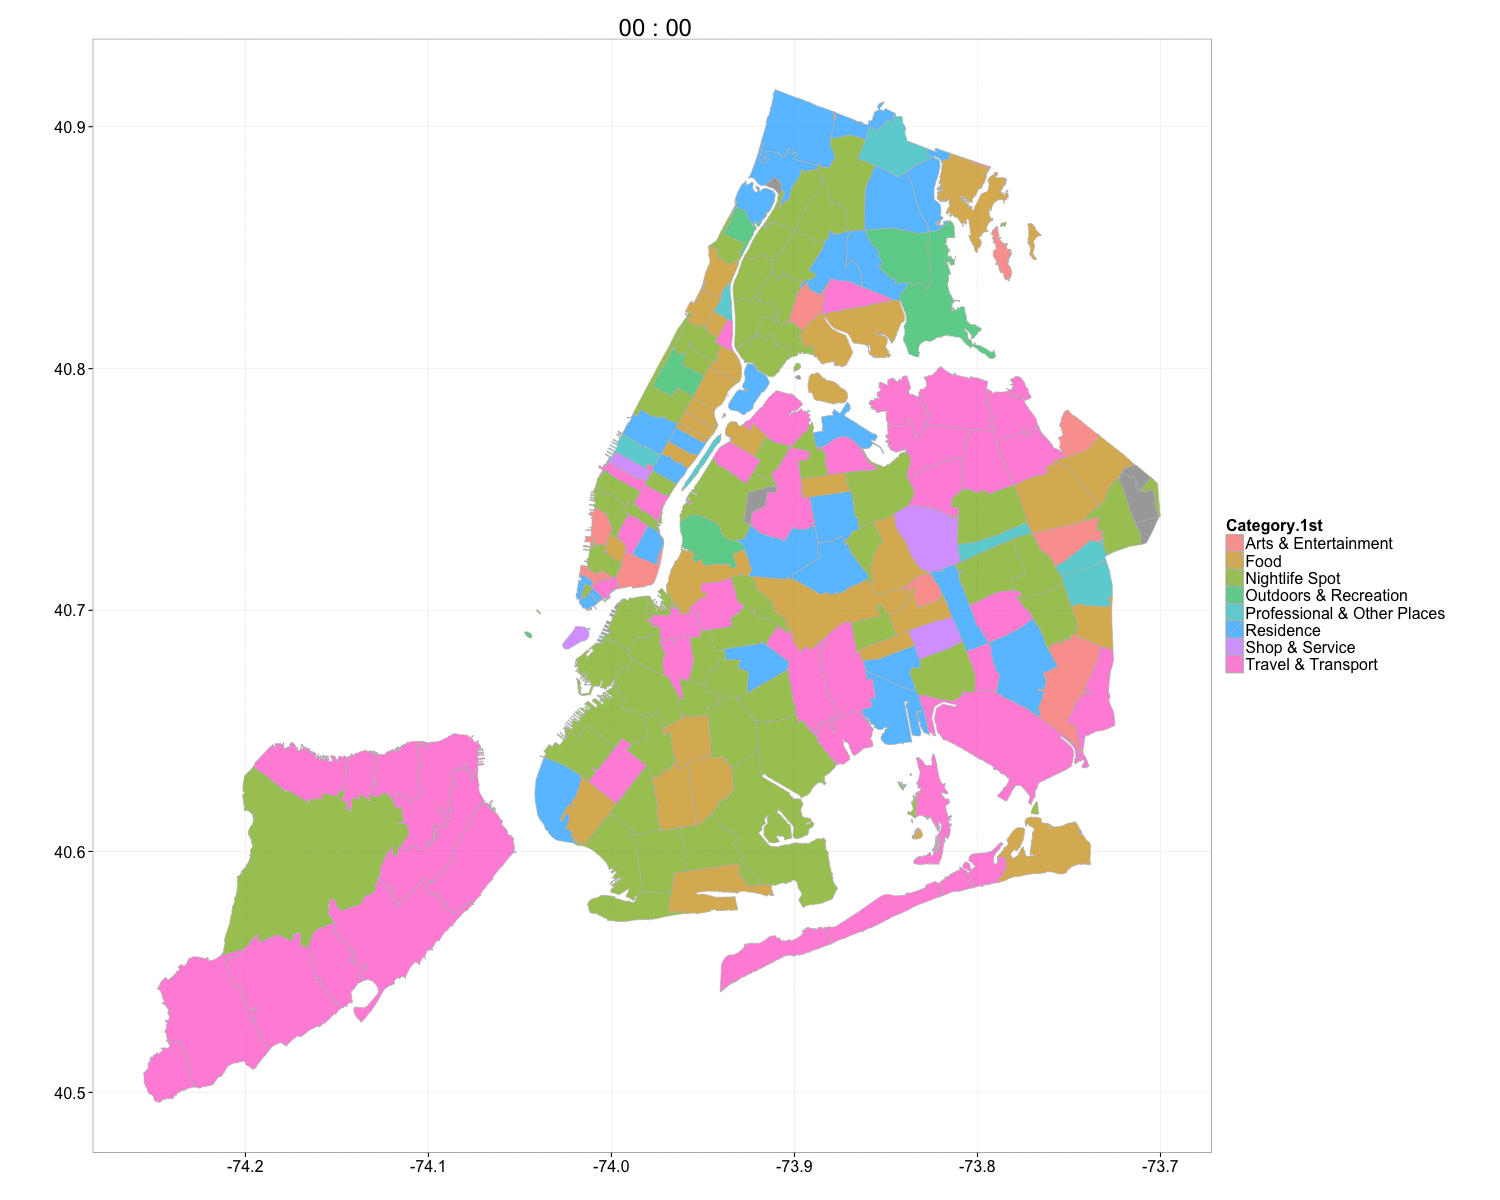 00 : 00
40.9
40.8
40.7
40.6
40.5
-74.2
-74.1
-74.0
-73.9
-73.8
-73.7
Category.1st
Arts & Entertainment
Food
Nightlife Spot
Outdoors & Recreation
Professional & Other Places
Residence
Shop & Service
Travel & Transport